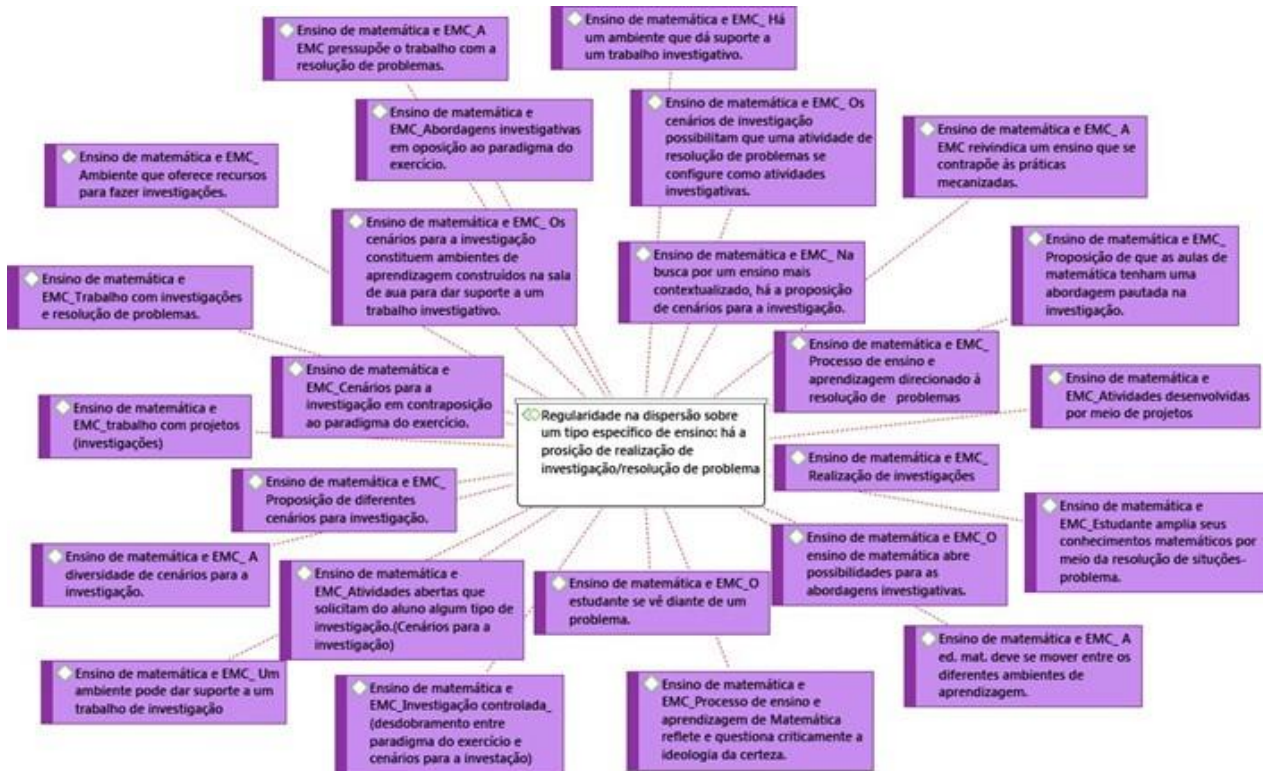 Ensino de matemática e EMC_A
EMC pressupõe o trabalho com a
resolução de problemas.
Ensino de matemática e EMC_ Há
um ambiente que dá suporte a
um trabalho investigativo.
Ensino de matemática e
EMC_Abordagens investigativas
em oposição ao paradigma do
exercício.
Ensino de matemática e EMC_ Os
cenários de investigação
possibilitam que uma atividade de
resolução de problemas se
configure como atividades
investigativas.
Ensino de matemática e EMC_ A
EMC reivindica um ensino que se
contrapõe às práticas
mecanizadas.
Ensino de matemática e EMC_
Ambiente que oferece recursos
para fazer investigações.
Ensino de matemática e EMC_ Os
cenários para a investigação
constituem ambientes de
aprendizagem construídos na sala
de aua para dar suporte a um
trabalho investigativo.
Ensino de matemática e EMC_ Na
busca por um ensino mais
contextualizado, há a proposição
de cenários para a investigação.
Ensino de matemática e EMC_
Proposição de que as aulas de
matemática tenham uma
abordagem pautada na
investigação.
Ensino de matemática e
EMC_Trabalho com investigações
e resolução de problemas.
Ensino de matemática e EMC_
Processo de ensino e
aprendizagem direcionado à
resolução de problemas
Ensino de matemática e
EMC_Cenários para a
investigação em contraposição
ao paradigma do exercício.
Ensino de matemática e
EMC_Atividades desenvolvidas
por meio de projetos
Ensino de matemática e
EMC_trabalho com projetos
(investigações)
Regularidade na dispersão sobre
um tipo específico de ensino: há a
prosição de realização de
investigação/resolução de problema
Ensino de matemática e EMC_
Realização de investigações
Ensino de matemática e EMC_
Proposição de diferentes
cenários para investigação.
Ensino de matemática e
EMC_Estudante amplia seus
conhecimentos matemáticos por
meio da resolução de situções-
problema.
Ensino de matemática e EMC_O
ensino de matemática abre
possibilidades para as
abordagens investigativas.
Ensino de matemática e EMC_ A
diversidade de cenários para a
investigação.
Ensino de matemática e
EMC_Atividades abertas que
solicitam do aluno algum tipo de
investigação.(Cenários para a
investigação)
Ensino de matemática e EMC_O
estudante se vê diante de um
problema.
Ensino de matemática e EMC_ A
ed. mat. deve se mover entre os
diferentes ambientes de
aprendizagem.
Ensino de matemática e EMC_ Um
ambiente pode dar suporte a um
trabalho de investigação
Ensino de matemática e
EMC_Investigação controlada_
(desdobramento entre
paradigma do exercício e
cenários para a investação)
Ensino de matemática e
EMC_Processo de ensino e
aprendizagem de Matemática
reflete e questiona criticamente a
ideologia da certeza.